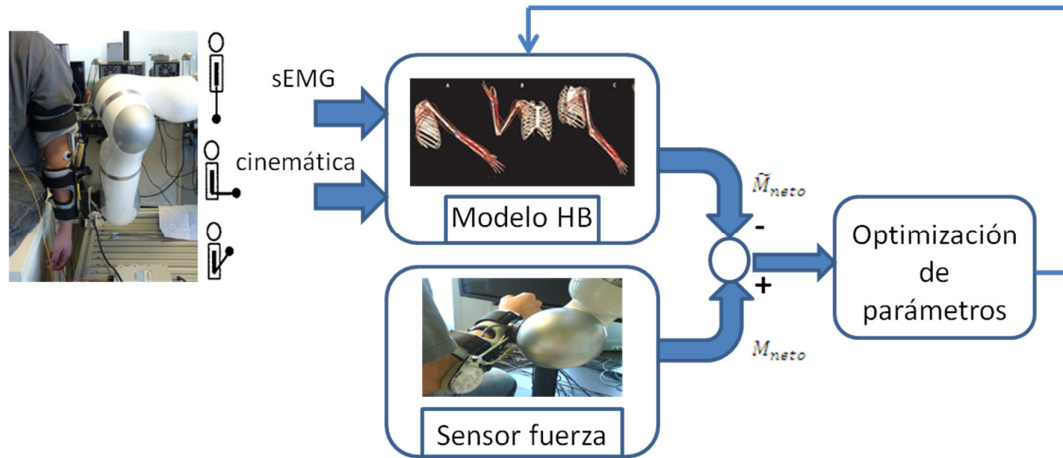 sEMG
cinemática
A B C
Modelo HB
M̃neto
-
+
Mneto
Sensor fuerza
Optimización
de
parámetros